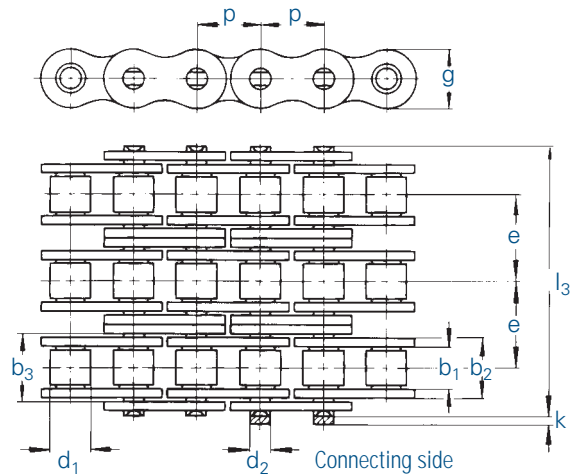 p p
g
e
l₃
e
b₃ b₁ b₂
k
d₁ d₂ Connecting side